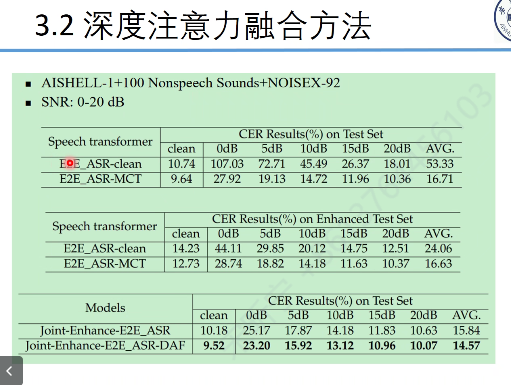 3.2 深度注意力融合方法
▪ AISHELL-1+100 Nonspeech Sounds+NOISEX-92
▪ SNR: 0-20 dB
Speech transformer CER Results(%) on Test Set
clean 0dB 5dB 10dB 15dB 20dB AVG.
E2E_ASR-clean 10.74 107.03 72.71 45.49 26.37 18.01 53.33
E2E_ASR-MCT 9.64 27.92 19.13 14.72 11.96 10.36 16.71
Speech transformer CER Results(%) on Enhanced Test Set
clean 0dB 5dB 10dB 15dB 20dB AVG.
E2E_ASR-clean 14.23 44.11 29.85 20.12 14.75 12.51 24.06
E2E_ASR-MCT 12.73 28.74 18.82 14.18 11.63 10.37 16.63
Models CER Results(%) on Test Set
clean 0dB 5dB 10dB 15dB 20dB AVG.
Joint-Enhance-E2E_ASR 10.18 25.17 17.87 14.18 11.83 10.63 15.84
Joint-Enhance-E2E_ASR-DAF 9.52 23.20 15.92 13.12 10.96 10.07 14.57